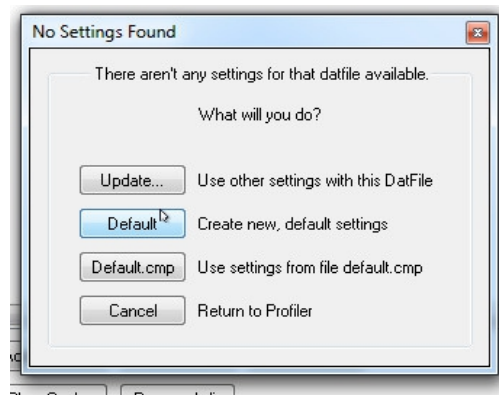 No Settings Found
There aren't any settings for that datfile available.
What will you do?
Update... Use other settings with this DatFile
Default Create new, default settings
Default.cmp Use settings from file default.cmp
Cancel Return to Profiler